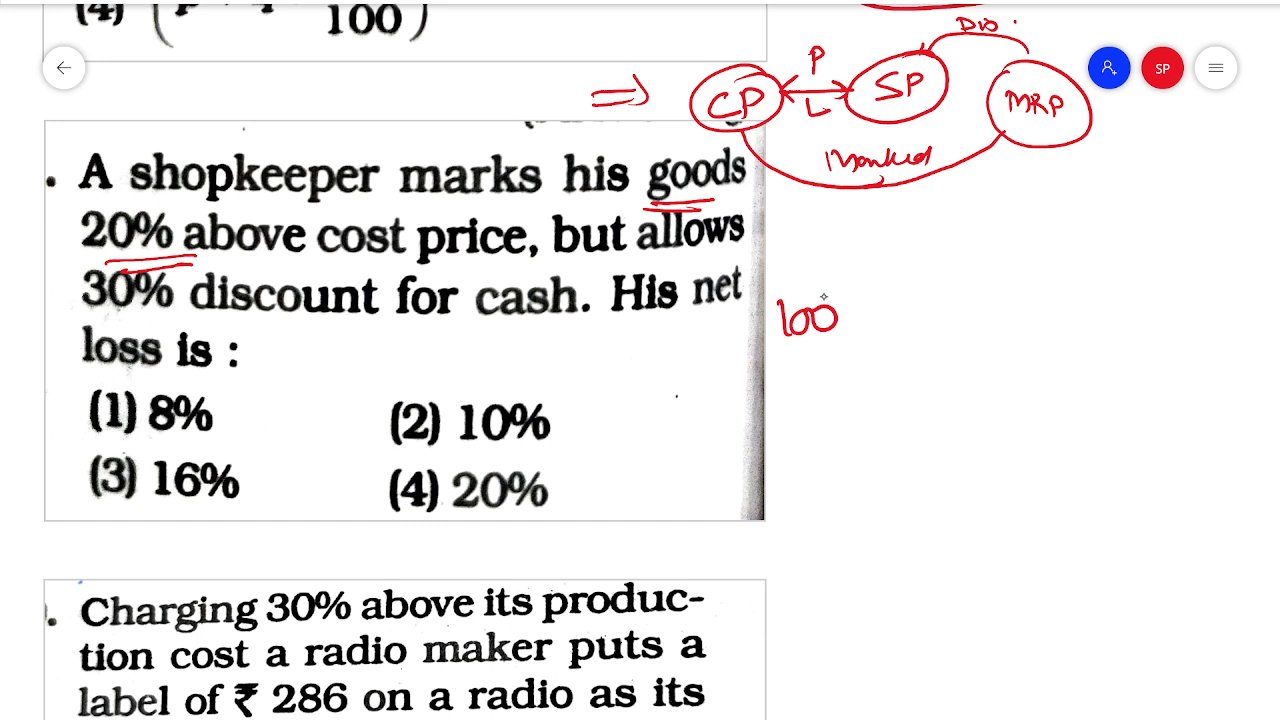 (4)
100
Dis.
P
CP
SP
MRP
L
Marked
. A shopkeeper marks his goods
20% above cost price, but allows
30% discount for cash. His net
loss is :
100
(1) 8% (2) 10%
(3) 16% (4) 20%
. Charging 30% above its produc-
tion cost a radio maker puts a
label of ₹ 286 on a radio as its
SP